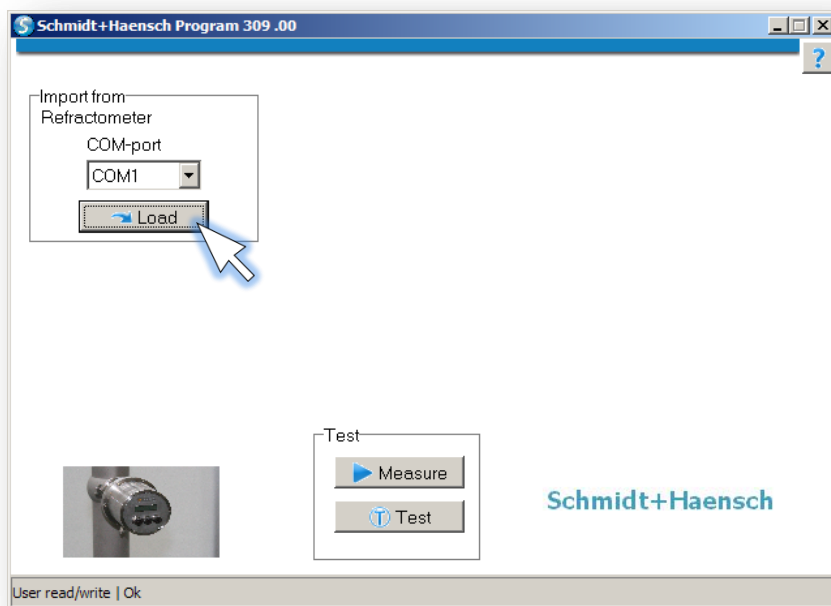 Schmidt+Haensch Program 309 .00
?
Import from
Refractometer
COM-port
COM1
Load
Test
Measure
T Test
Schmidt+Haensch
User read/write | Ok